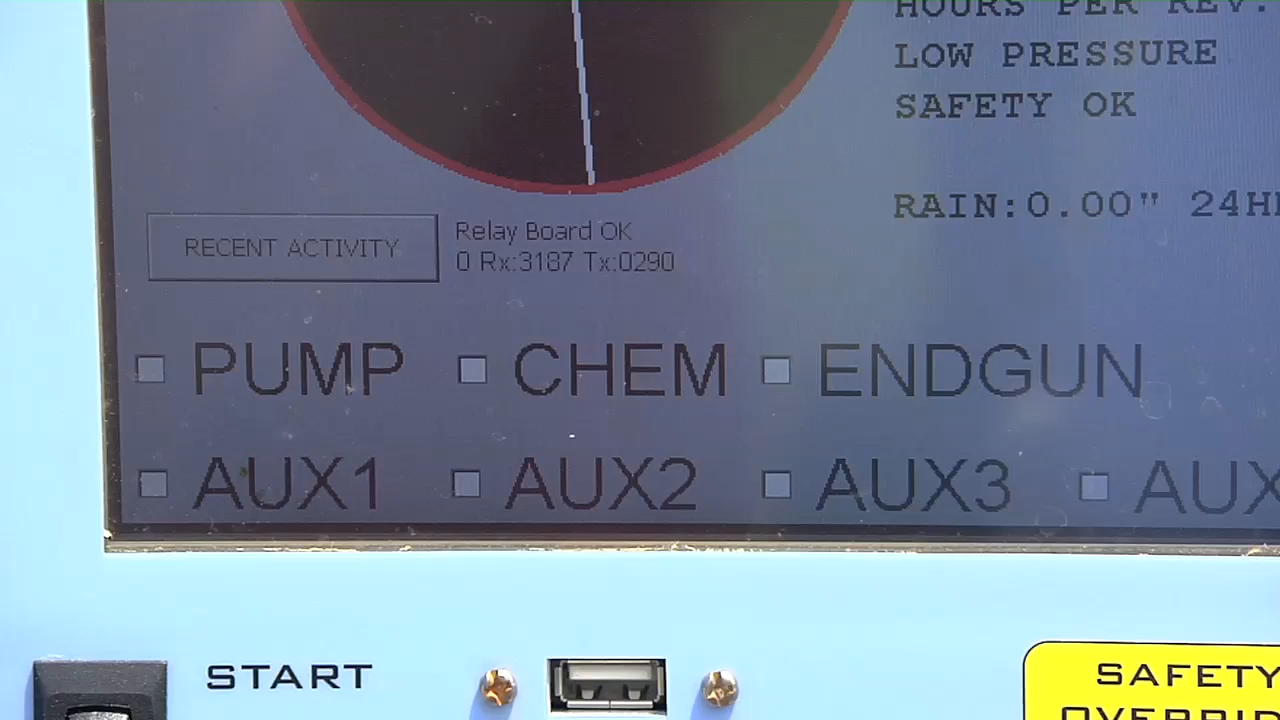 HOURS PER REV.
LOW PRESSURE
SAFETY OK
RAIN:0.00" 24H
RECENT ACTIVITY
Relay Board OK
0 Rx:3187 Tx:0290
PUMP CHEM ENDGUN
AUX1 AUX2 AUX3 AUX
START
SAFETY
OVERRID